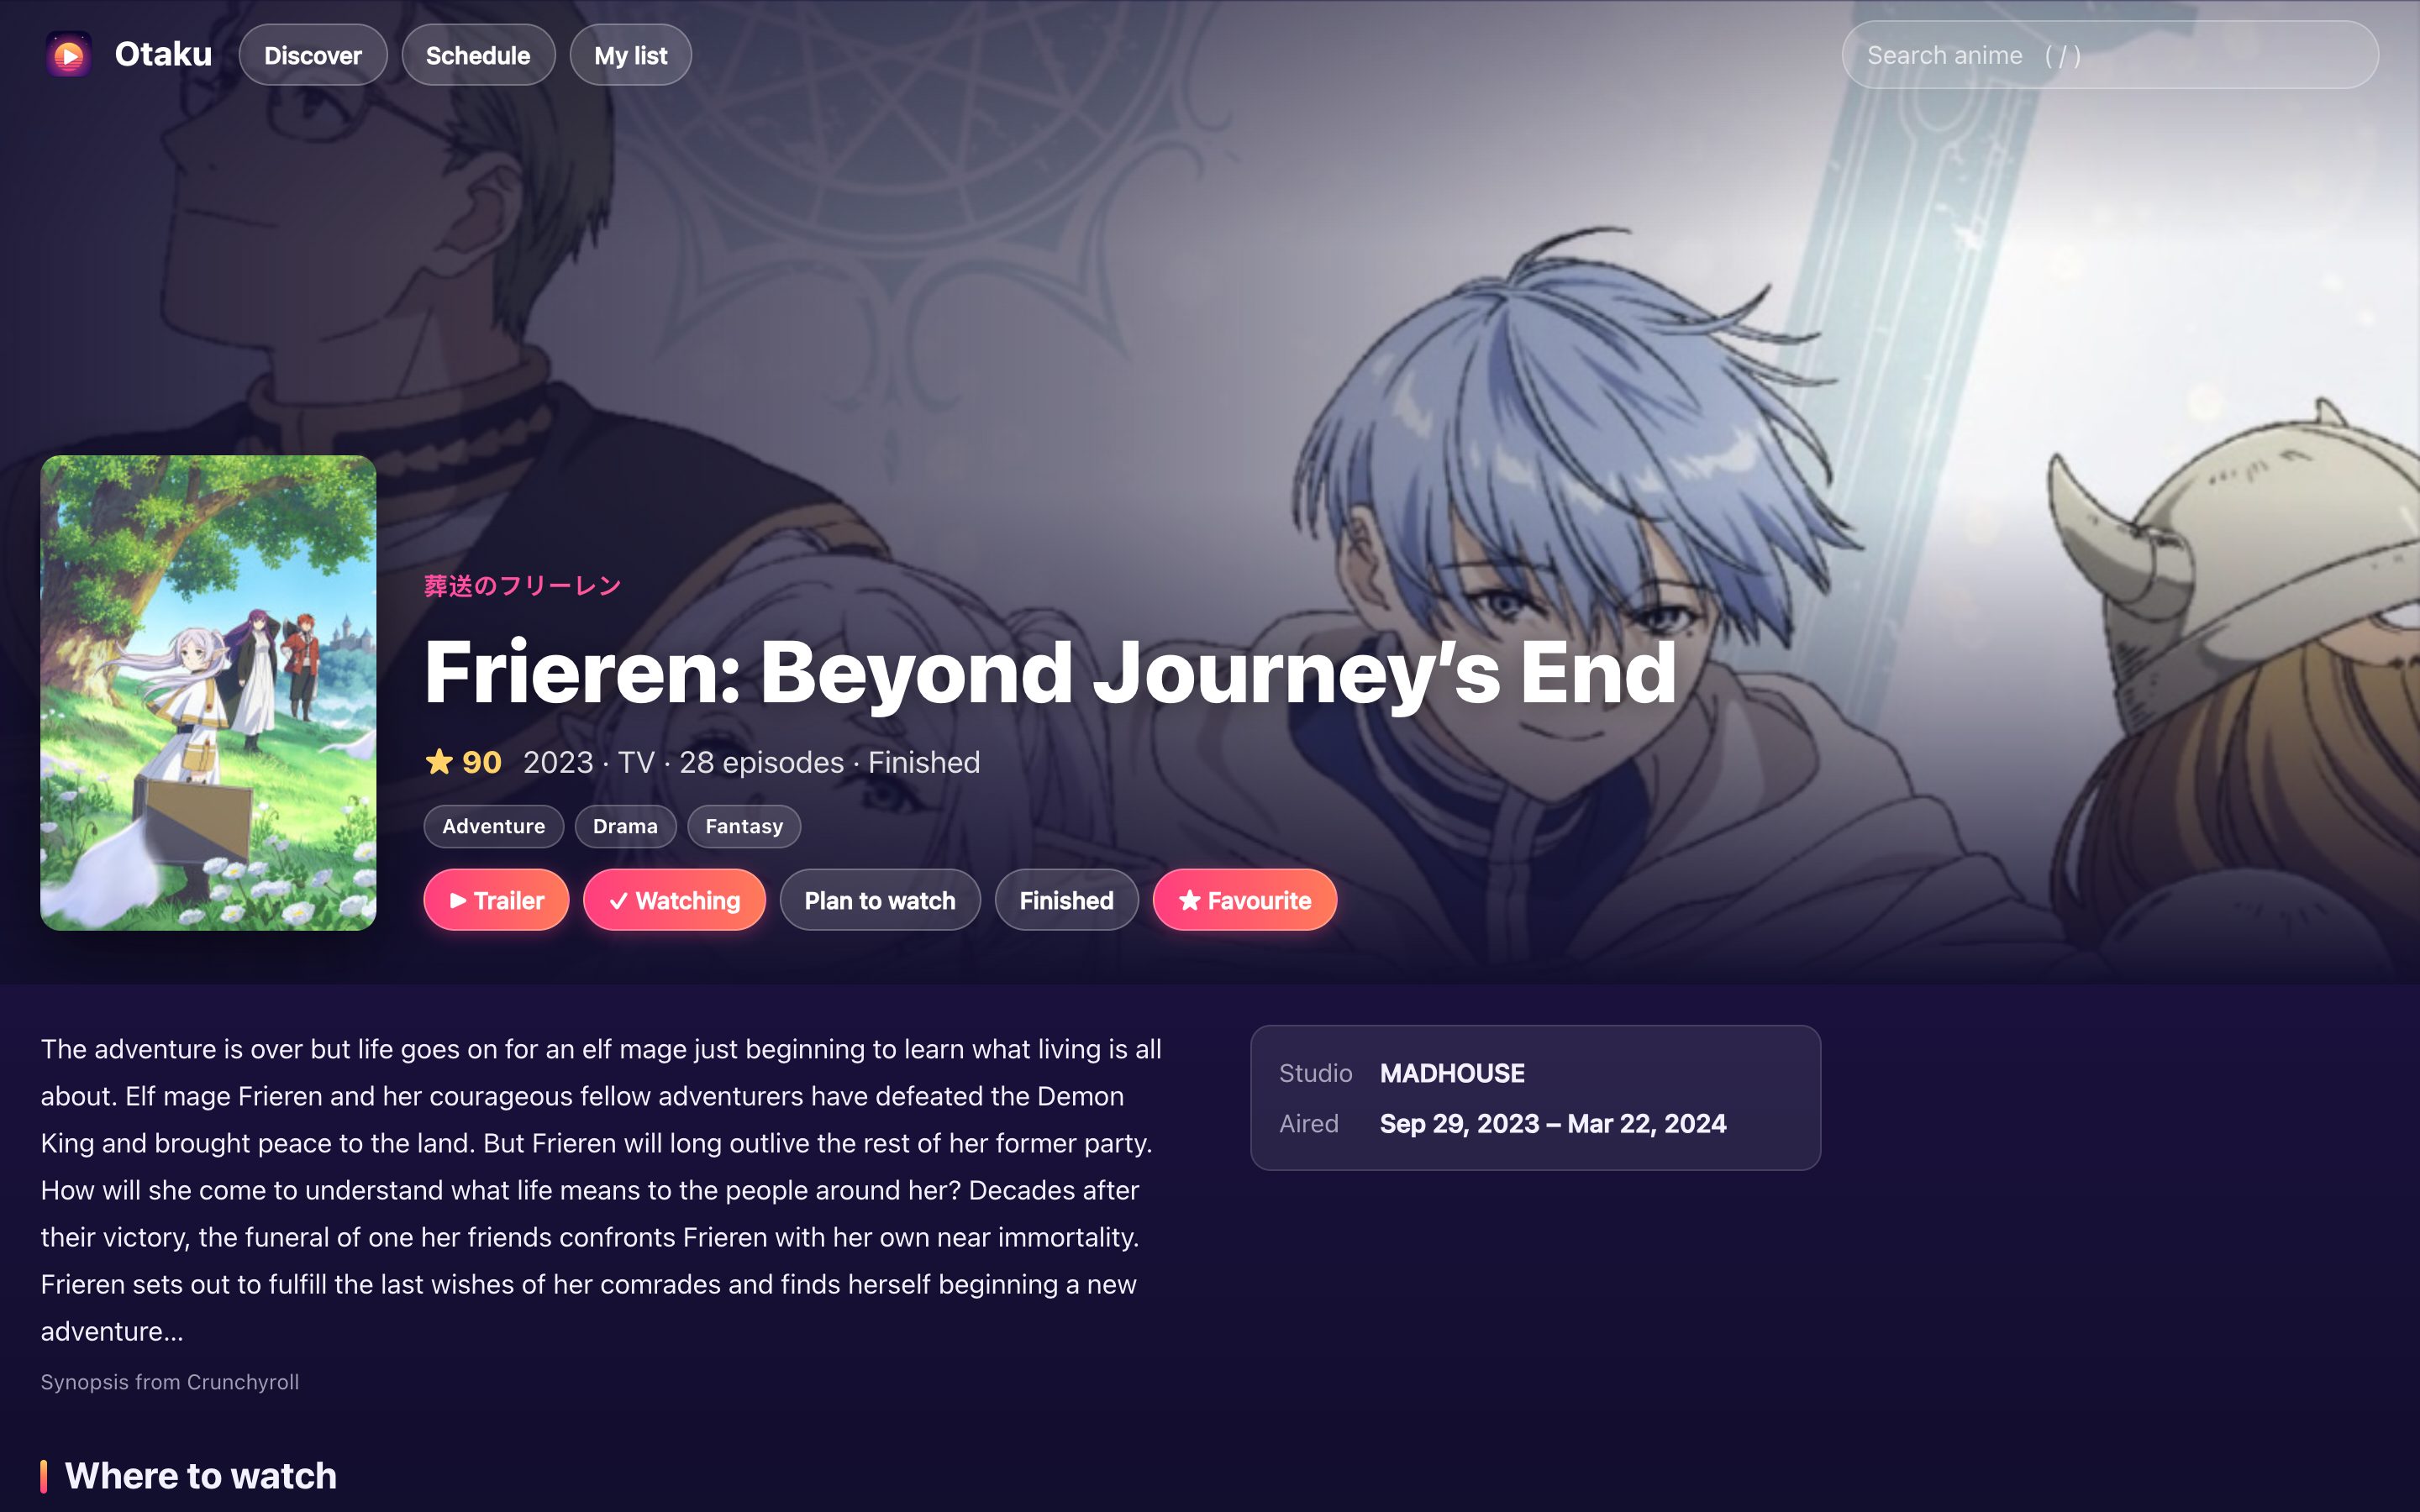 Otaku
Discover
Schedule
My list
Search anime ( / )
葬送のフリーレン
Frieren: Beyond Journey’s End
★ 90 2023 · TV · 28 episodes · Finished
Adventure
Drama
Fantasy
▶ Trailer
✓ Watching
Plan to watch
Finished
★ Favourite
The adventure is over but life goes on for an elf mage just beginning to learn what living is all
about. Elf mage Frieren and her courageous fellow adventurers have defeated the Demon
King and brought peace to the land. But Frieren will long outlive the rest of her former party.
How will she come to understand what life means to the people around her? Decades after
their victory, the funeral of one her friends confronts Frieren with her own near immortality.
Frieren sets out to fulfill the last wishes of her comrades and finds herself beginning a new
adventure…
Synopsis from Crunchyroll
Studio MADHOUSE
Aired Sep 29, 2023 – Mar 22, 2024
Where to watch